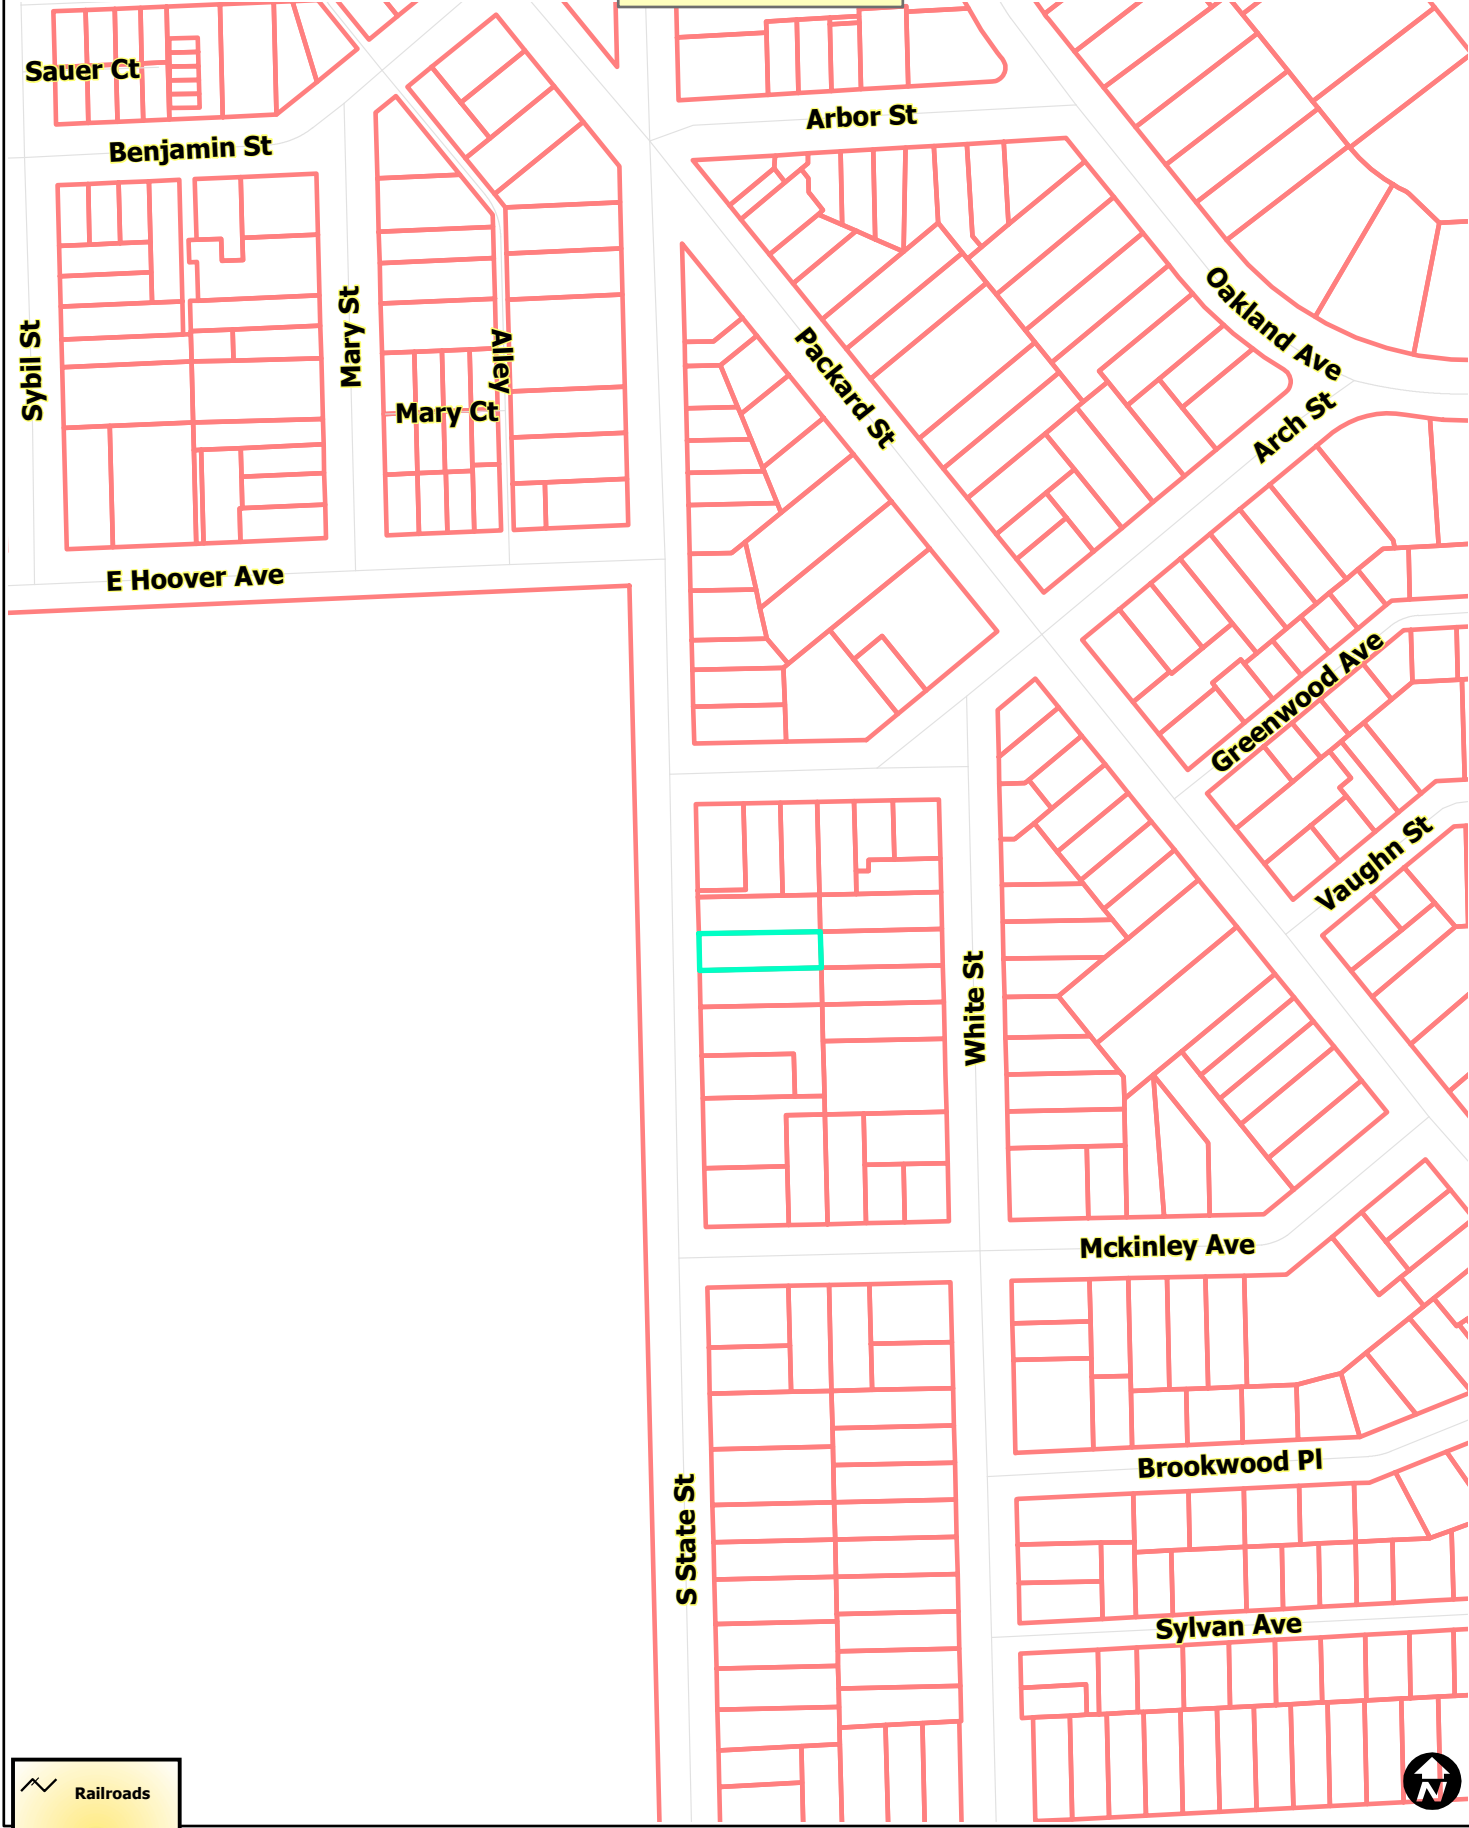 Sauer Ct
Arbor St
Benjamin St
Oakland Ave
Mary St
Sybil St
Alley
Packard St
Mary Ct
Arch St
E Hoover Ave
Greenwood Ave
Vaughn St
White St
Mckinley Ave
Brookwood Pl
S State St
Sylvan Ave
Railroads
N